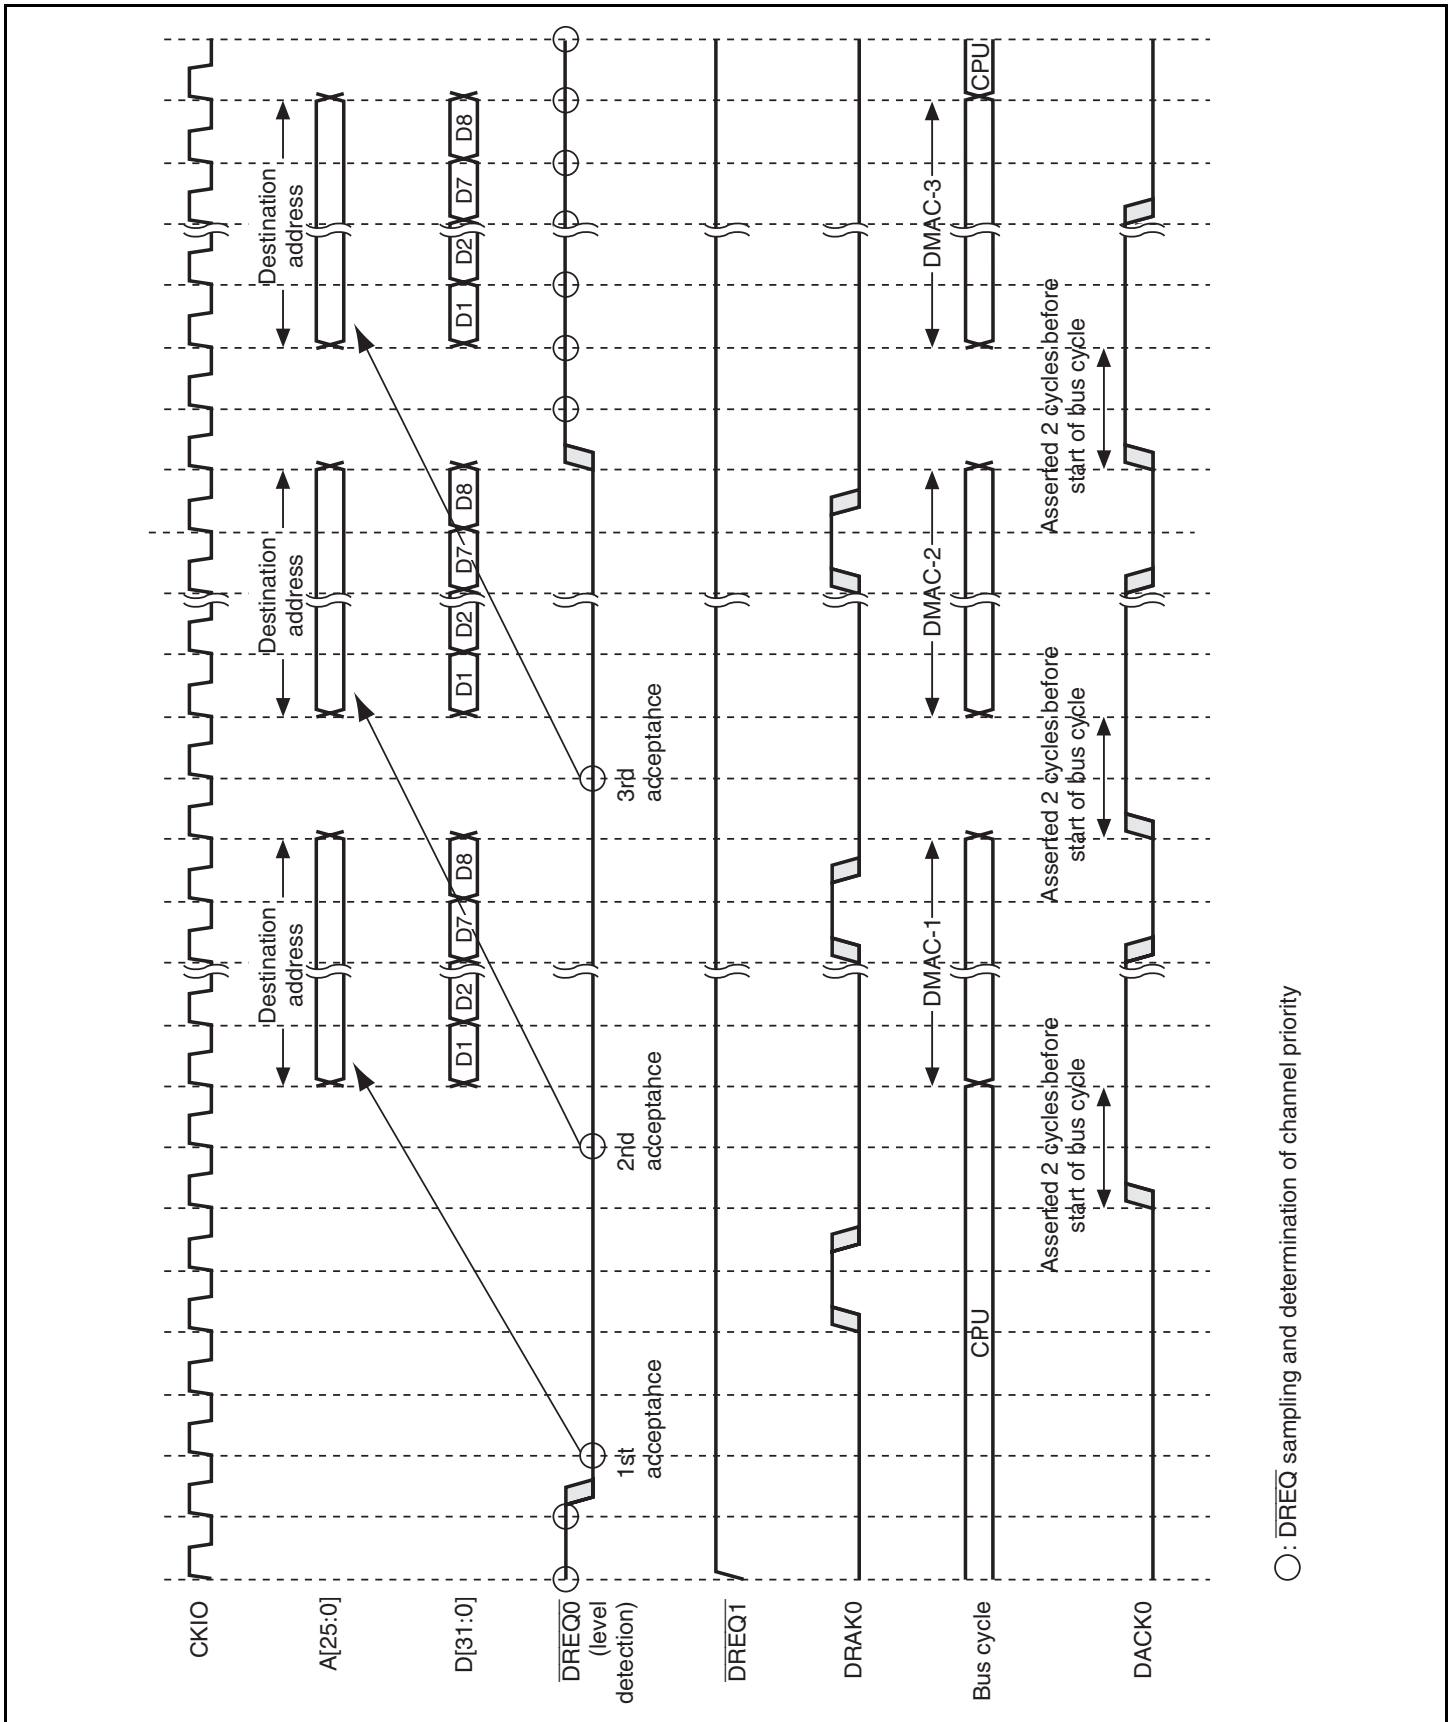 CKIO
Destination
address
Destination
address
Destination
address
A[25:0]
D[31:0]
D1 D2 D7 D8 D1 D2 D7 D8 D1 D2 D7 D8
DREQ0
(level
detection)
1st
acceptance
2nd
acceptance
3rd
acceptance
DREQ1
DRAK0
DMAC-1 DMAC-2 DMAC-3
Bus cycle
CPU CPU
Asserted 2 cycles before
start of bus cycle
Asserted 2 cycles before
start of bus cycle
Asserted 2 cycles before
start of bus cycle
DACK0
: DREQ sampling and determination of channel priority